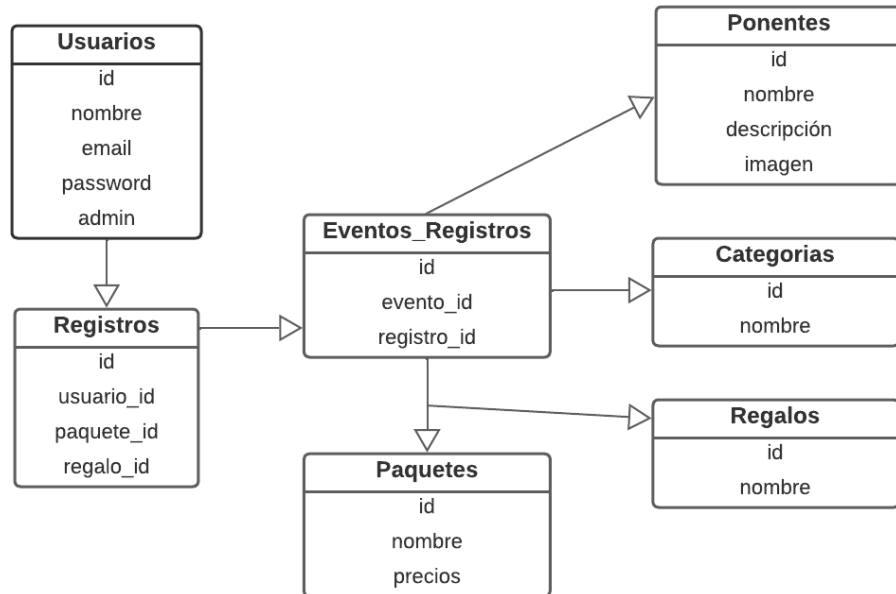 Usuarios
id
nombre
email
password
admin
Registros
id
usuario_id
paquete_id
regalo_id
Eventos_Registros
id
evento_id
registro_id
Paquetes
id
nombre
precios
Ponentes
id
nombre
descripción
imagen
Categorias
id
nombre
Regalos
id
nombre